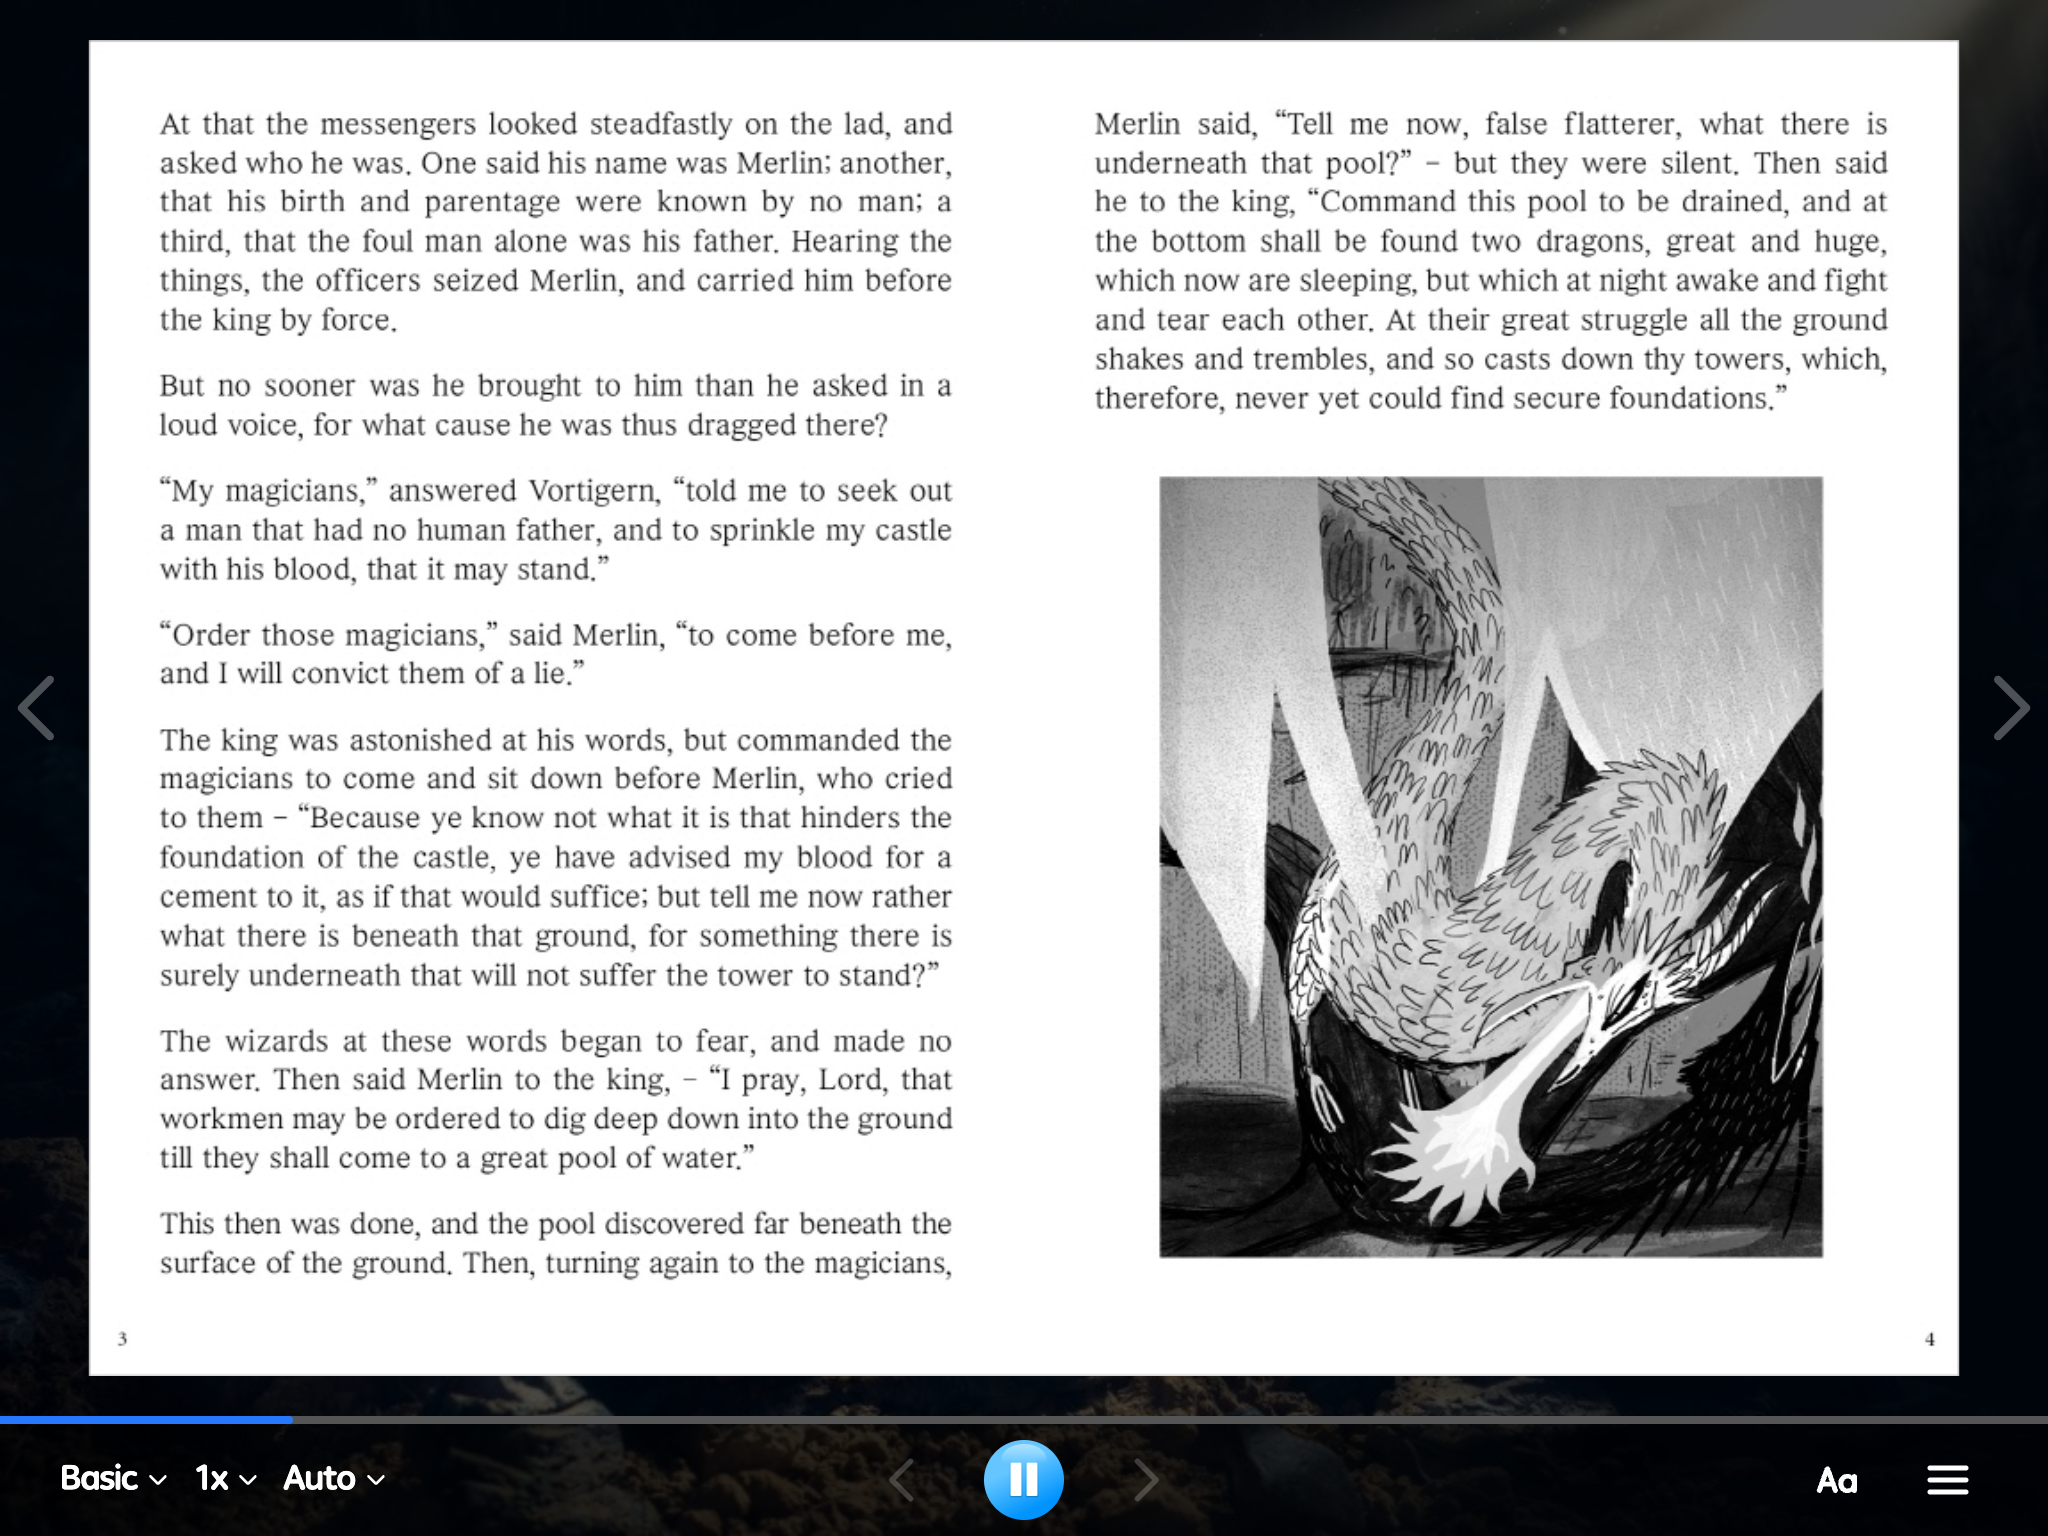 At that the messengers looked steadfastly on the lad, and
asked who he was. One said his name was Merlin; another,
that his birth and parentage were known by no man; a
third, that the foul man alone was his father. Hearing the
things, the officers seized Merlin, and carried him before
the king by force.
But no sooner was he brought to him than he asked in a
loud voice, for what cause he was thus dragged there?
“My magicians,” answered Vortigern, “told me to seek out
a man that had no human father, and to sprinkle my castle
with his blood, that it may stand.”
“Order those magicians,” said Merlin, “to come before me,
and I will convict them of a lie.”
The king was astonished at his words, but commanded the
magicians to come and sit down before Merlin, who cried
to them – “Because ye know not what it is that hinders the
foundation of the castle, ye have advised my blood for a
cement to it, as if that would suffice; but tell me now rather
what there is beneath that ground, for something there is
surely underneath that will not suffer the tower to stand?”
The wizards at these words began to fear, and made no
answer. Then said Merlin to the king, – “I pray, Lord, that
workmen may be ordered to dig deep down into the ground
till they shall come to a great pool of water.”
This then was done, and the pool discovered far beneath the
surface of the ground. Then, turning again to the magicians,
3
Merlin said, “Tell me now, false flatterer, what there is
underneath that pool?” – but they were silent. Then said
he to the king, “Command this pool to be drained, and at
the bottom shall be found two dragons, great and huge,
which now are sleeping, but which at night awake and fight
and tear each other. At their great struggle all the ground
shakes and trembles, and so casts down thy towers, which,
therefore, never yet could find secure foundations.”
4
Basic 1x Auto Aa